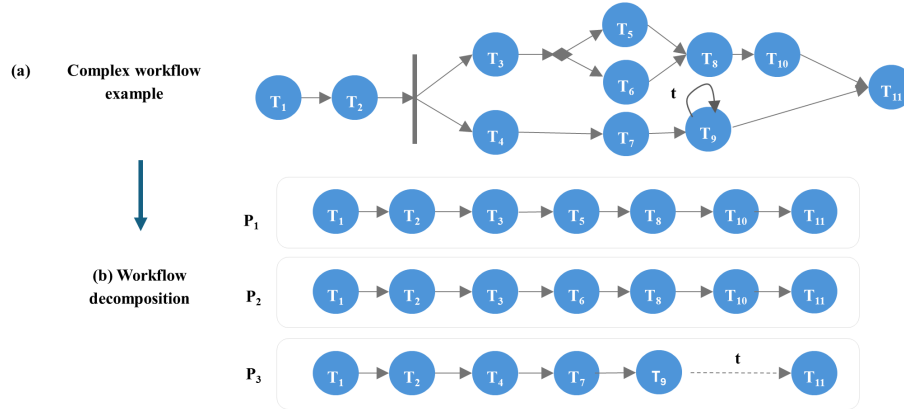 (a) Complex workflow
example
T1 T2 T3 T4 T5 T6 T7 T8 t T9 T10 T11
P1 T1 T2 T3 T5 T8 T10 T11
(b) Workflow
decomposition
P2 T1 T2 T3 T6 T8 T10 T11
P3 T1 T2 T4 T7 T9 t T11